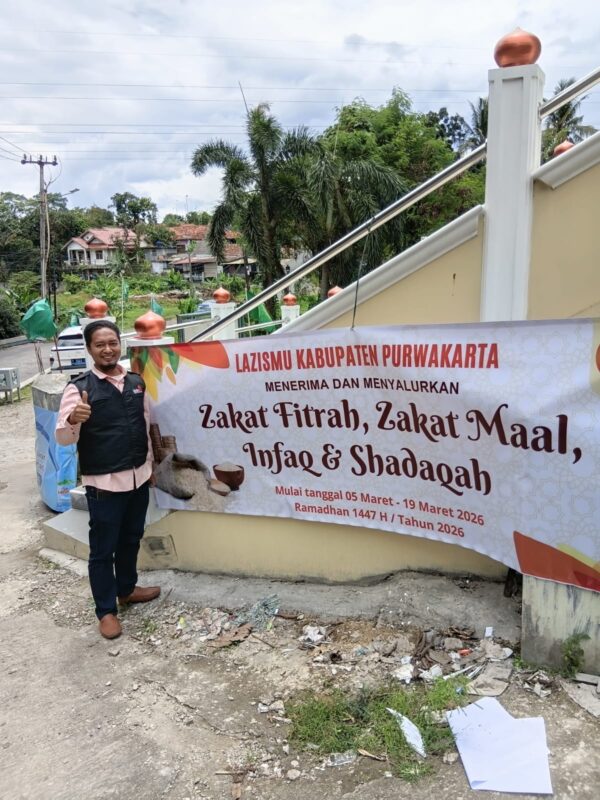 LAZISMU KABUPATEN PURWAKARTA
MENERIMA DAN MENYALURKAN
Zakat Fitrah, Zakat Maal,
Infaq & Shadaqah
Mulai tanggal 05 Maret - 19 Maret 2026
Ramadhan 1447 H / Tahun 2026